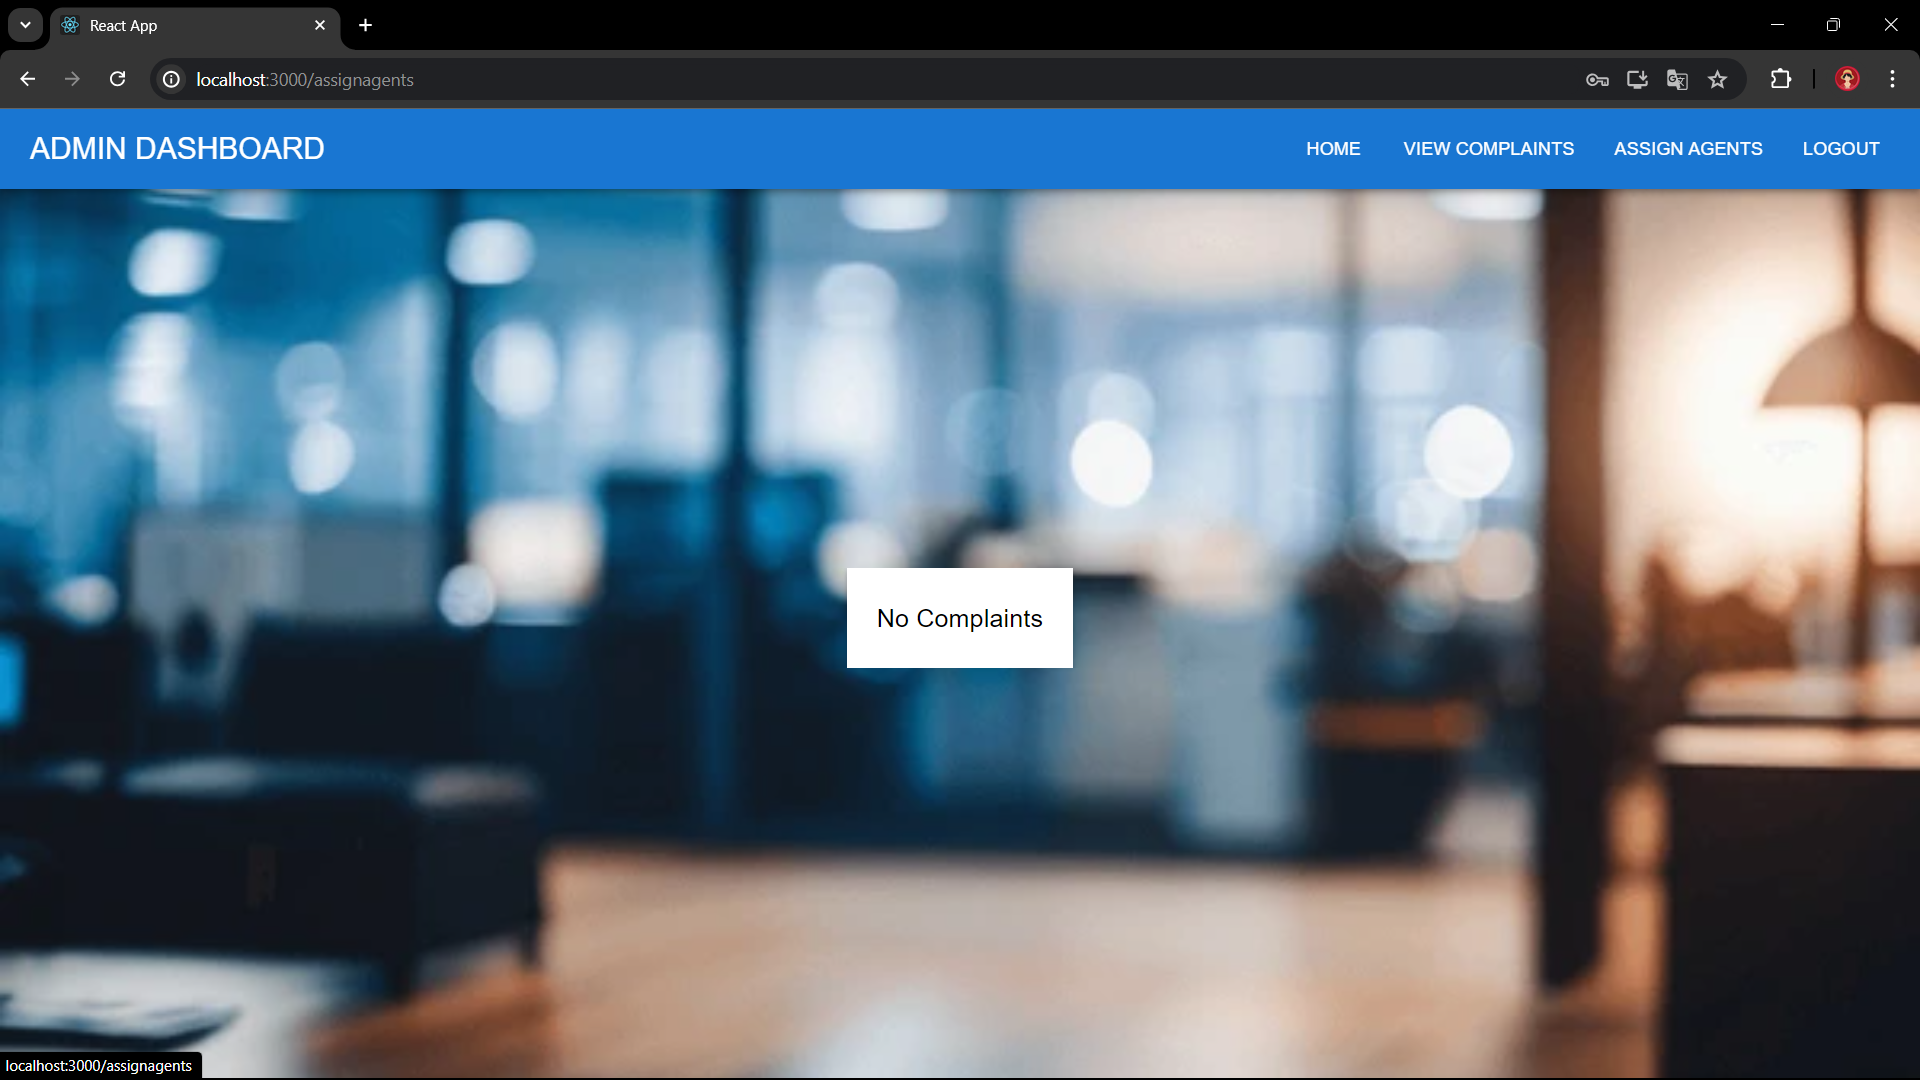 React App
localhost:3000/assignagents
ADMIN DASHBOARD
HOME
VIEW COMPLAINTS
ASSIGN AGENTS
LOGOUT
No Complaints
localhost:3000/assignagents